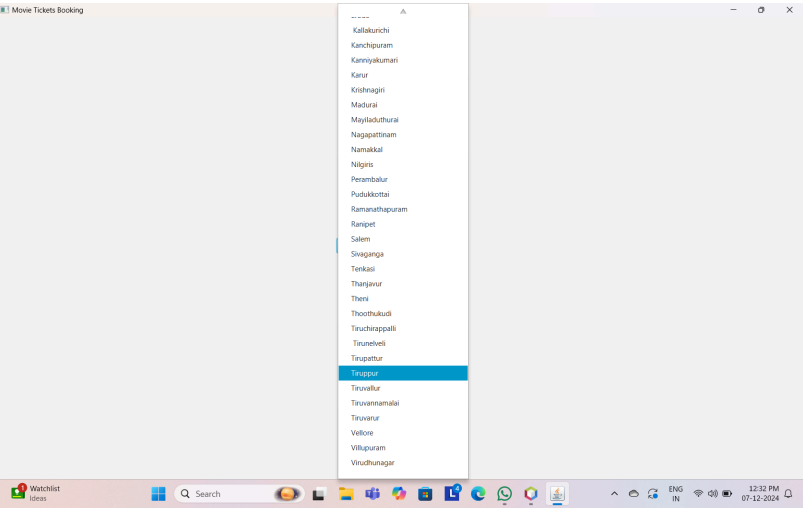 Movie Tickets Booking
Kallakurichi
Kanchipuram
Kanniyakumari
Karur
Krishnagiri
Madurai
Mayiladuthurai
Nagapattinam
Namakkal
Nilgiris
Perambalur
Pudukkottai
Ramanathapuram
Ranipet
Salem
Sivaganga
Tenkasi
Thanjavur
Theni
Thoothukudi
Tiruchirappalli
Tirunelveli
Tirupattur
Tiruppur
Tiruvallur
Tiruvannamalai
Tiruvarur
Vellore
Villupuram
Virudhunagar
1
Watchlist
Ideas
Search
L
4
ENG
IN
12:32 PM
07-12-2024